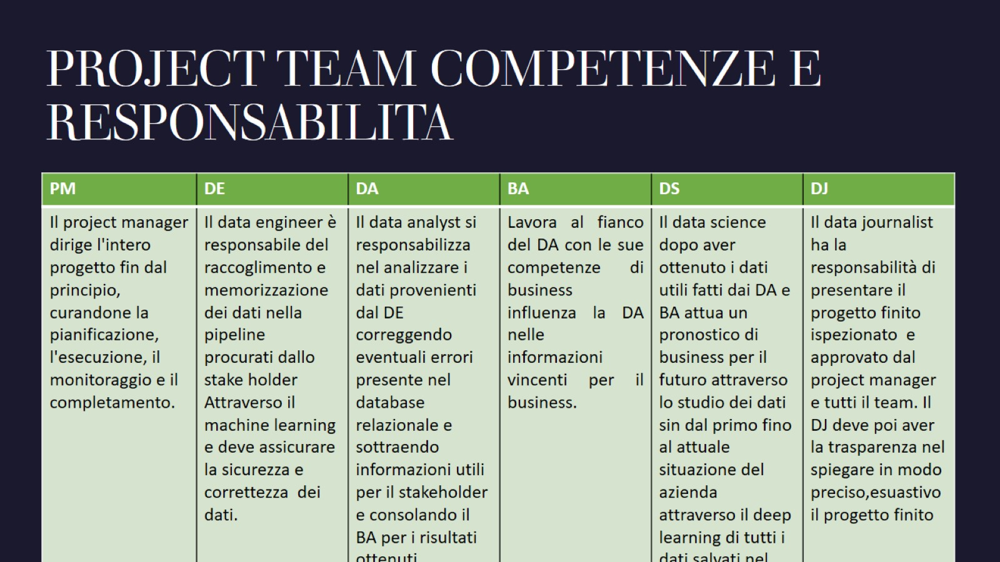 PROJECT TEAM COMPETENZE E
RESPONSABILITA
PM
Il project manager
dirige l'intero
progetto fin dal
principio,
curandone la
pianificazione,
l'esecuzione, il
monitoraggio e il
completamento.
DE
Il data engineer è
responsabile del
raccoglimento e
memorizzazione
dei dati nella
pipeline
procurati dallo
stake holder
Attraverso il
machine learning
e deve assicurare
la sicurezza e
correttezza  dei
dati.
DA
Il data analyst si
responsabilizza
nel analizzare i
dati provenienti
dal DE
correggendo
eventuali errori
presente nel
database
relazionale e
sottraendo
informazioni utili
per il stakeholder
e consolando il
BA per i risultati
ottenuti
BA
Lavora al fianco
del DA con le sue
competenze di
business
influenza la DA
nelle
informazioni
vincenti per il
business.
DS
Il data science
dopo aver
ottenuto i dati
utili fatti dai DA e
BA attua un
pronostico di
business per il
futuro attraverso
lo studio dei dati
sin dal primo fino
al attuale
situazione del
azienda
attraverso il deep
learning di tutti i
dati salvati nel
DJ
Il data journalist
ha la
responsabilità di
presentare il
progetto finito
ispezionato  e
approvato dal
project manager
e tutti il team. Il
DJ deve poi aver
la trasparenza nel
spiegare in modo
preciso,esuastivo
il progetto finito